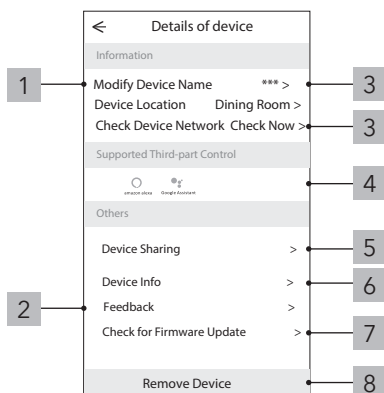 ← Details of device
Information
1 Modify Device Name *** > 3
Device Location Dining Room >
Check Device Network Check Now > 3
Supported Third-part Control
amazon alexa Google Assistant 4
Others
Device Sharing > 5
Device Info > 6
2 Feedback >
Check for Firmware Update > 7
Remove Device 8